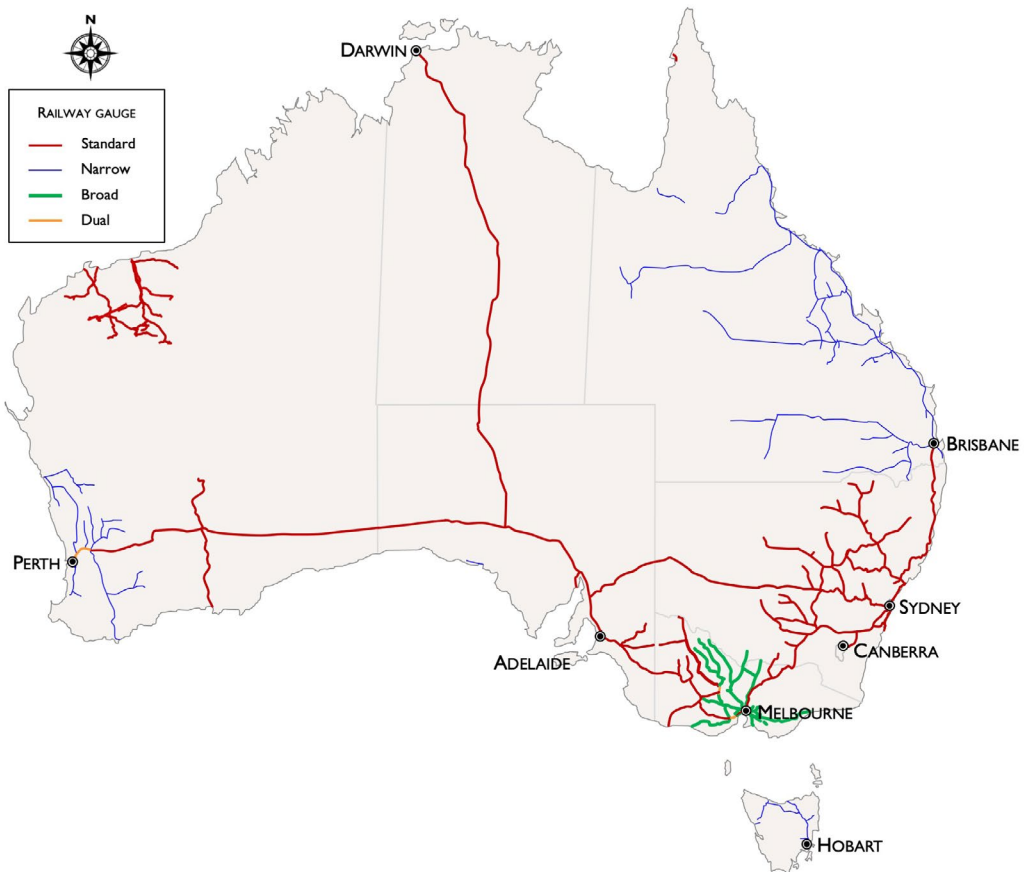 N
DARWIN
RAILWAY GAUGE
Standard
Narrow
Broad
Dual
BRISBANE
PERTH
SYDNEY
CANBERRA
ADELAIDE
MELBOURNE
HOBART